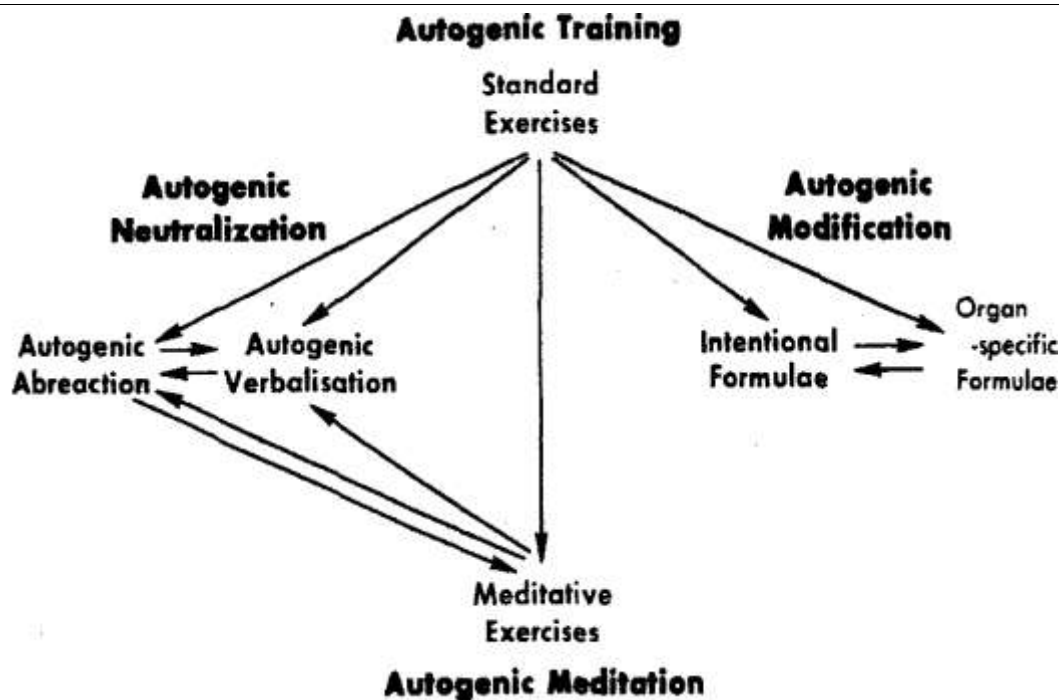 Autogenic Training
Standard
Exercises
Autogenic
Neutralization
Autogenic
Modification
Autogenic
Abreaction
Autogenic
Verbalisation
Intentional
Formulae
Organ
-specific
Formulae
Meditative
Exercises
Autogenic Meditation